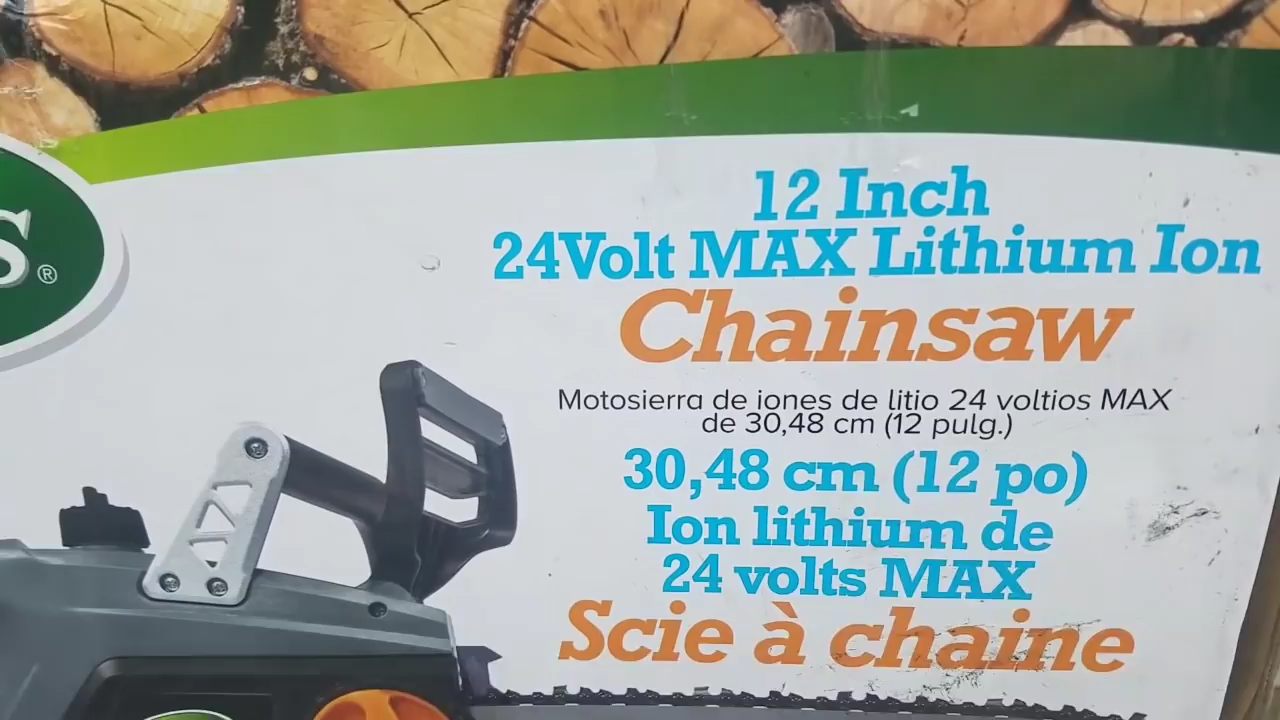 S®
12 Inch
24Volt MAX Lithium Ion
Chainsaw
Motosierra de iones de litio 24 voltios MAX
de 30,48 cm (12 pulg.)
30,48 cm (12 po)
Ion lithium de
24 volts MAX
Scie à chaine